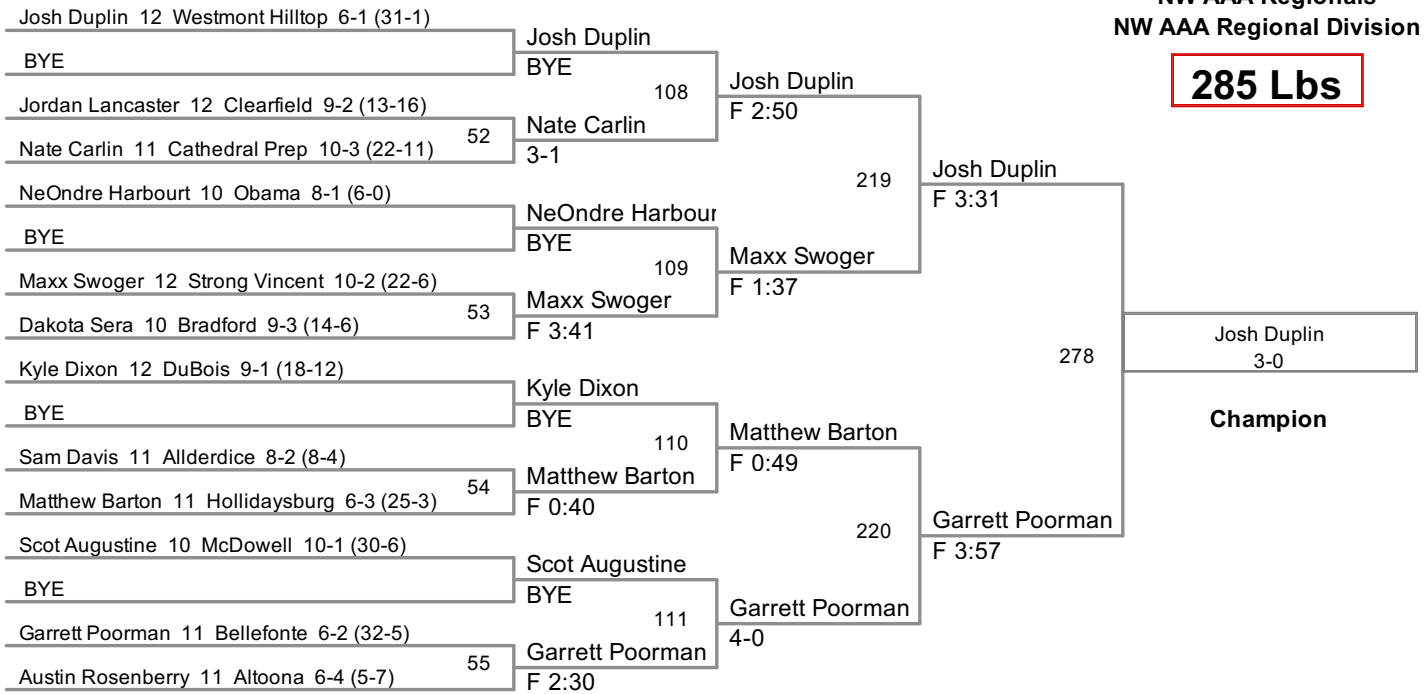 NW AAA Regionals
NW AAA Regional Division
285 Lbs
Josh Duplin 12 Westmont Hilltop 6-1 (31-1)
BYE
Jordan Lancaster 12 Clearfield 9-2 (13-16)
Nate Carlin 11 Cathedral Prep 10-3 (22-11)
NeOndre Harbourt 10 Obama 8-1 (6-0)
BYE
Maxx Swoger 12 Strong Vincent 10-2 (22-6)
Dakota Sera 10 Bradford 9-3 (14-6)
Kyle Dixon 12 DuBois 9-1 (18-12)
BYE
Sam Davis 11 Allderdice 8-2 (8-4)
Matthew Barton 11 Hollidaysburg 6-3 (25-3)
Scot Augustine 10 McDowell 10-1 (30-6)
BYE
Garrett Poorman 11 Bellefonte 6-2 (32-5)
Austin Rosenberry 11 Altoona 6-4 (5-7)
52
53
54
55
Josh Duplin
BYE
Nate Carlin
3-1
NeOndre Harbour
BYE
Maxx Swoger
F 3:41
Kyle Dixon
BYE
Matthew Barton
F 0:40
Scot Augustine
BYE
Garrett Poorman
F 2:30
108
109
110
111
Josh Duplin
F 2:50
Maxx Swoger
F 1:37
Matthew Barton
F 0:49
Garrett Poorman
4-0
219
220
Josh Duplin
F 3:31
Garrett Poorman
F 3:57
278
Josh Duplin
3-0
Champion